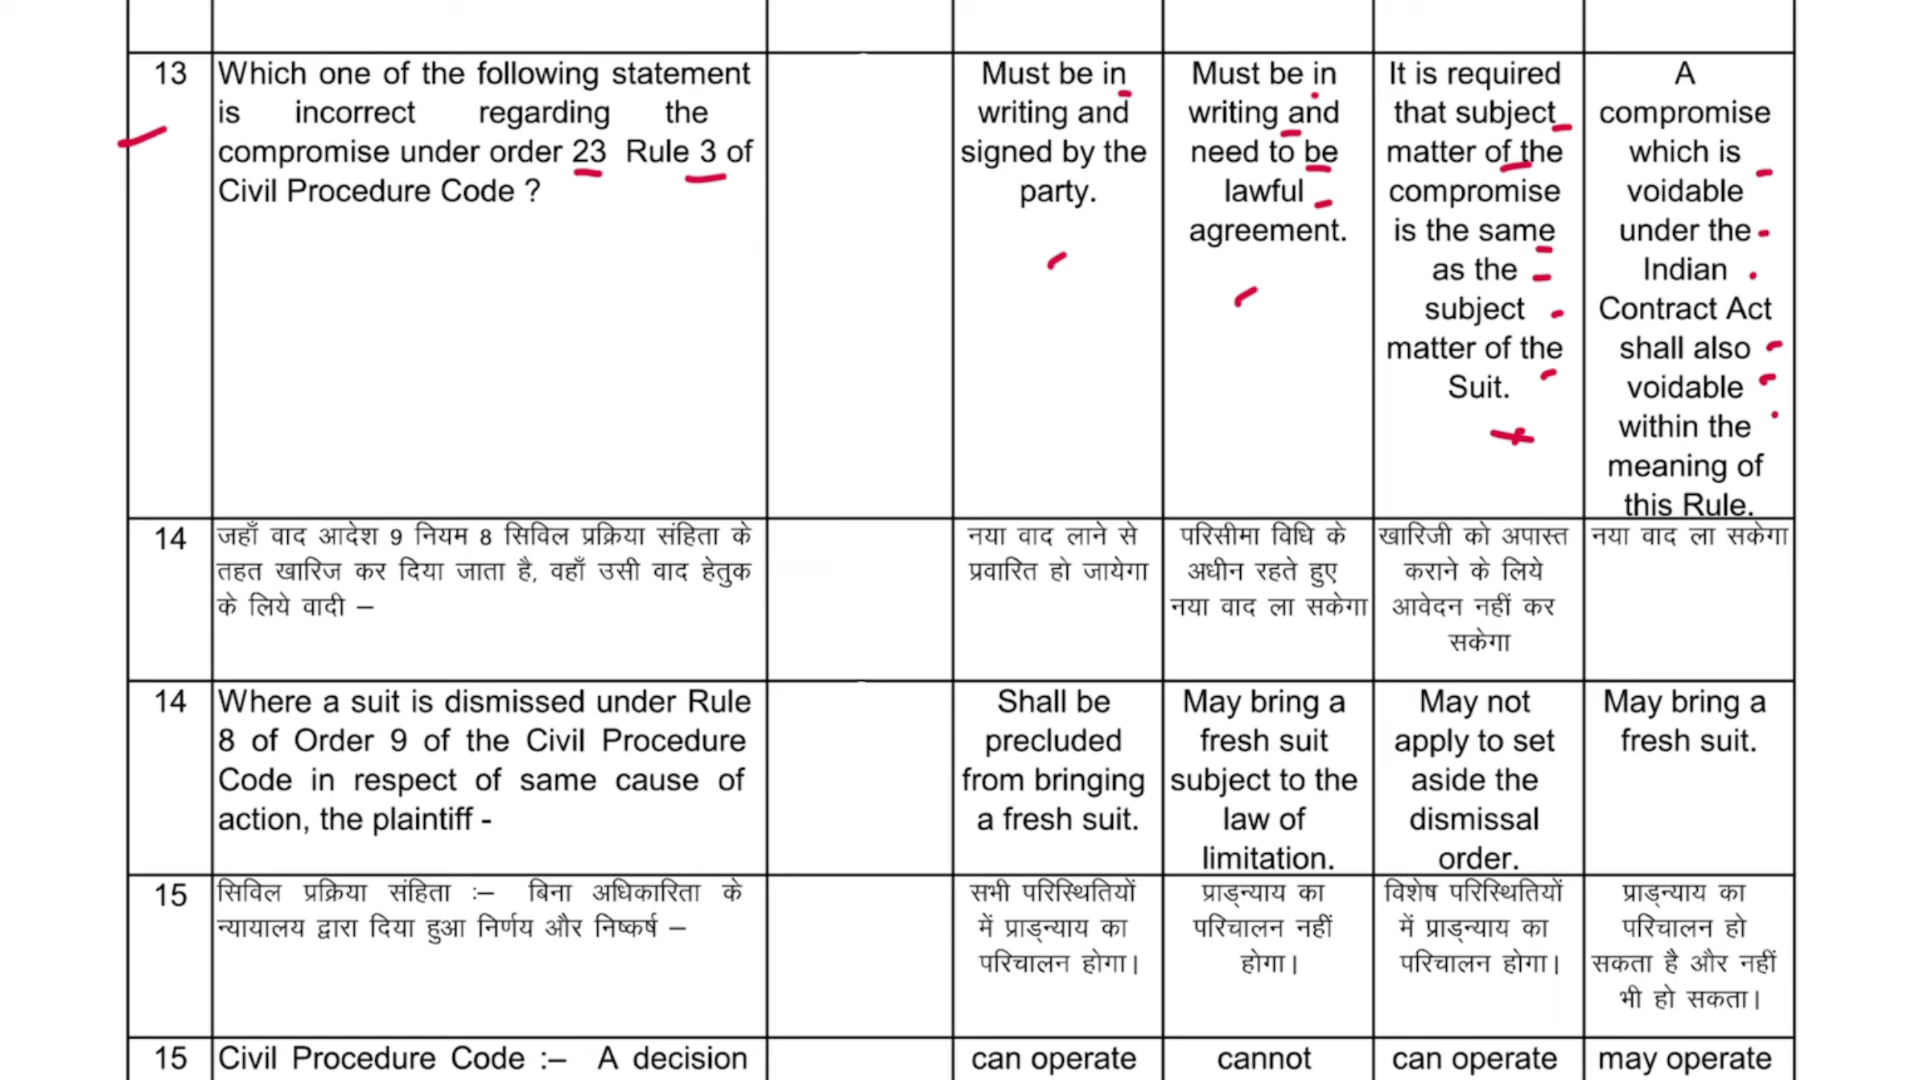 13
Which one of the following statement
is incorrect regarding the
compromise under order 23 Rule 3 of
Civil Procedure Code ?
Must be in
writing and
signed by the
party.
Must be in
writing and
need to be
lawful
agreement.
It is required
that subject
matter of the
compromise
is the same
as the
subject
matter of the
Suit.
A
compromise
which is
voidable
under the
Indian
Contract Act
shall also
voidable
within the
meaning of
this Rule.
14
जहाँ वाद आदेश 9 नियम 8 सिविल प्रक्रिया संहिता के
तहत खारिज कर दिया जाता है, वहाँ उसी वाद हेतुक
के लिये वादी –
नया वाद लाने से
प्रवारित हो जायेगा
परिसीमा विधि के
अधीन रहते हुए
नया वाद ला सकेगा
खारिजी को अपास्त
कराने के लिये
आवेदन नहीं कर
सकेगा
नया वाद ला सकेगा
14
Where a suit is dismissed under Rule
8 of Order 9 of the Civil Procedure
Code in respect of same cause of
action, the plaintiff -
Shall be
precluded
from bringing
a fresh suit.
May bring a
fresh suit
subject to the
law of
limitation.
May not
apply to set
aside the
dismissal
order.
May bring a
fresh suit.
15
सिविल प्रक्रिया संहिता :– बिना अधिकारिता के
न्यायालय द्वारा दिया हुआ निर्णय और निष्कर्ष –
सभी परिस्थितियों
में प्राड्न्याय का
परिचालन होगा।
प्राड्न्याय का
परिचालन नहीं
होगा।
विशेष परिस्थितियों
में प्राड्न्याय का
परिचालन होगा।
प्राड्न्याय का
परिचालन हो
सकता है और नहीं
भी हो सकता।
15
Civil Procedure Code :– A decision
can operate
cannot
can operate
may operate